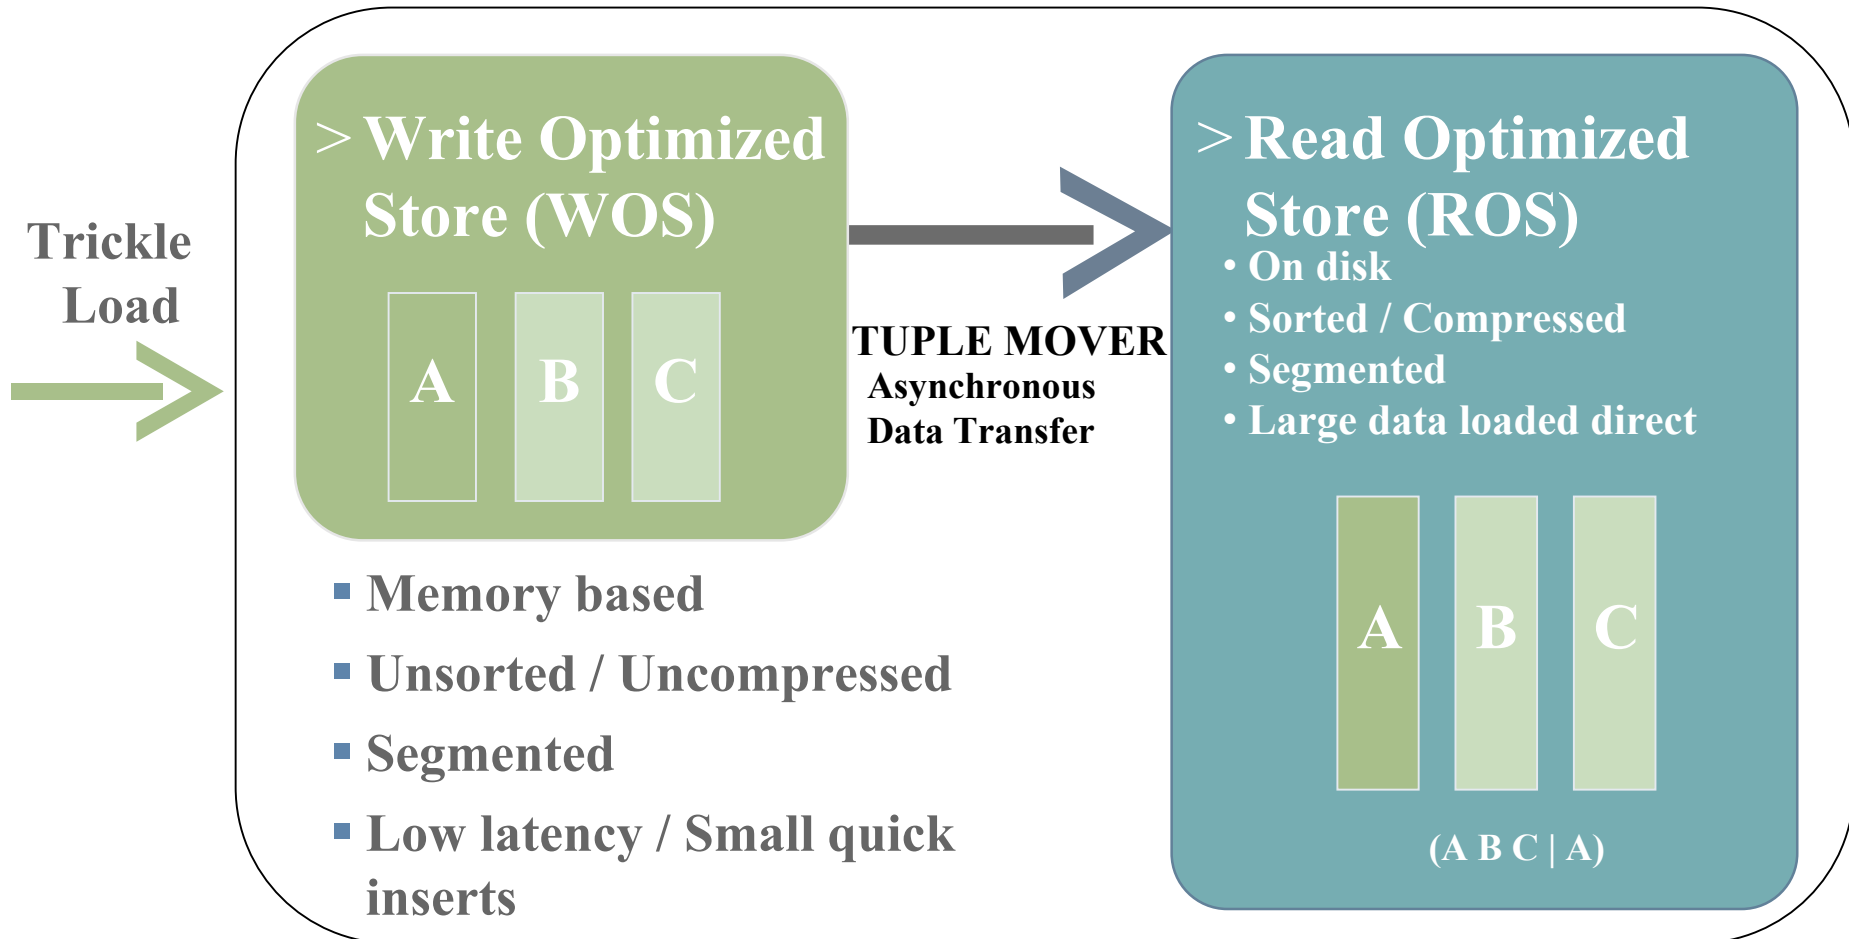 Trickle
Load
> Write Optimized
Store (WOS)
A B C
▪ Memory based
▪ Unsorted / Uncompressed
▪ Segmented
▪ Low latency / Small quick
inserts
TUPLE MOVER
Asynchronous
Data Transfer
> Read Optimized
Store (ROS)
• On disk
• Sorted / Compressed
• Segmented
• Large data loaded direct
A B C
(A B C | A)